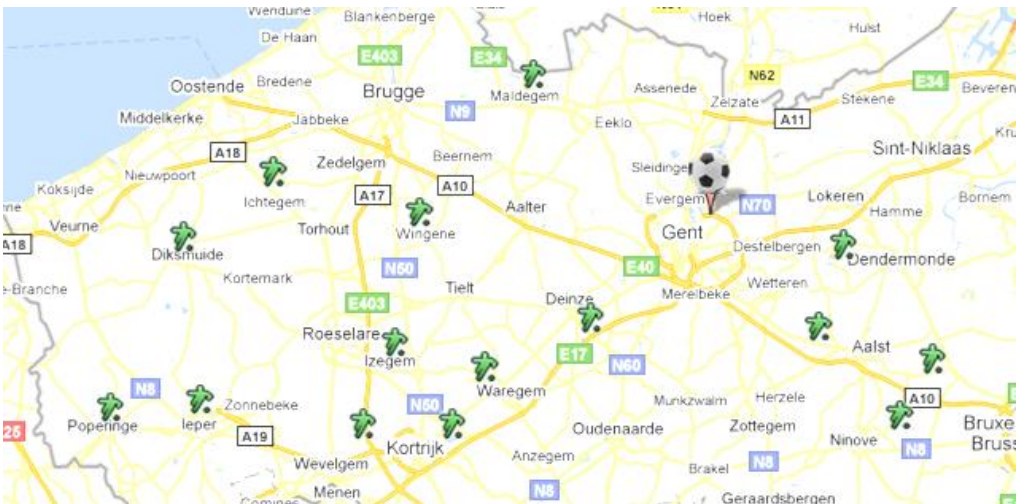 Wenduine
Blankenberge
Hoek
Hulst
De Haan
E403
E34
N62
E34
Oostende
Bredene
Brugge
Maldegem
Assenede
Zelzate
Stekene
Beveren
Middelkerke
Jabbeke
N9
Eeklo
A11
A18
Zedelgem
Beernem
Sint-Niklaas
Nieuwpoort
Sleidinge
Koksijde
Ichtegem
A17
A10
Aalter
Evergem
N70
Lokeren
Hamme
Bornem
Veurne
Torhout
Wingene
Gent
A18
Diksmuide
Destelbergen
Dendermonde
Kortemark
N50
E40
Wetteren
e-Branche
Tielt
Merelbeke
E403
Deinze
Roeselare
Izegem
E17
N60
Aalst
N8
Waregem
Munkzwalm
Herzele
A10
Zonnebeke
N50
Poperinge
Ieper
25
A19
Kortrijk
Oudenaarde
Zottegem
Ninove
N8
Wevelgem
Anzegem
Brakel
N8
Menen
N8
Geraardsbergen